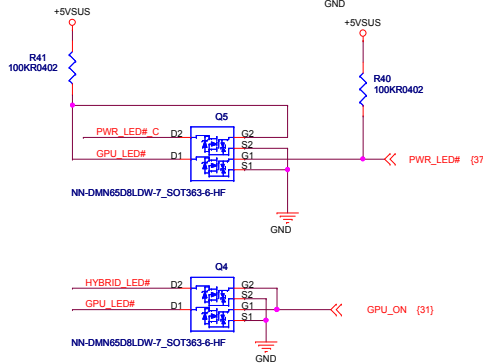 GND
+5VSUS
+5VSUS
R41
100KR0402
R40
100KR0402
Q5
PWR_LED#_C D2 G2
S2
GPU_LED# D1 G1
S1
PWR_LED# {37
NN-DMN65D8LDW-7_SOT363-6-HF
GND
Q4
HYBRID_LED# D2 G2
S2
GPU_LED# D1 G1
S1
GPU_ON {31}
NN-DMN65D8LDW-7_SOT363-6-HF
GND